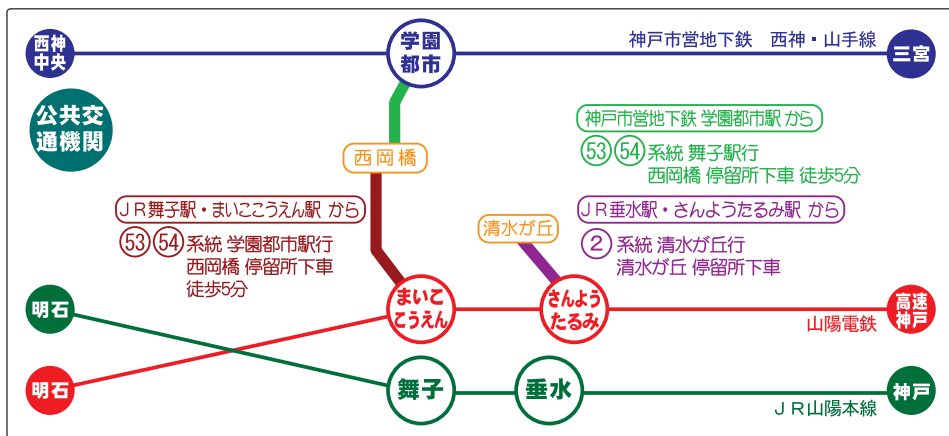 西神
中央
学園
都市
神戸市営地下鉄 西神・山手線
三宮
公共交
通機関
西岡橋
神戸市営地下鉄 学園都市駅 から
53 54 系統 舞子駅行
西岡橋 停留所下車 徒歩5分
JR舞子駅・まいここうえん駅 から
53 54 系統 学園都市駅行
西岡橋 停留所下車
徒歩5分
清水が丘
JR垂水駅・さんようたるみ駅 から
2 系統 清水が丘行
清水が丘 停留所下車
明石
まいこ
こうえん
さんよう
たるみ
高速
神戸
山陽電鉄
明石
舞子
垂水
神戸
JR山陽本線